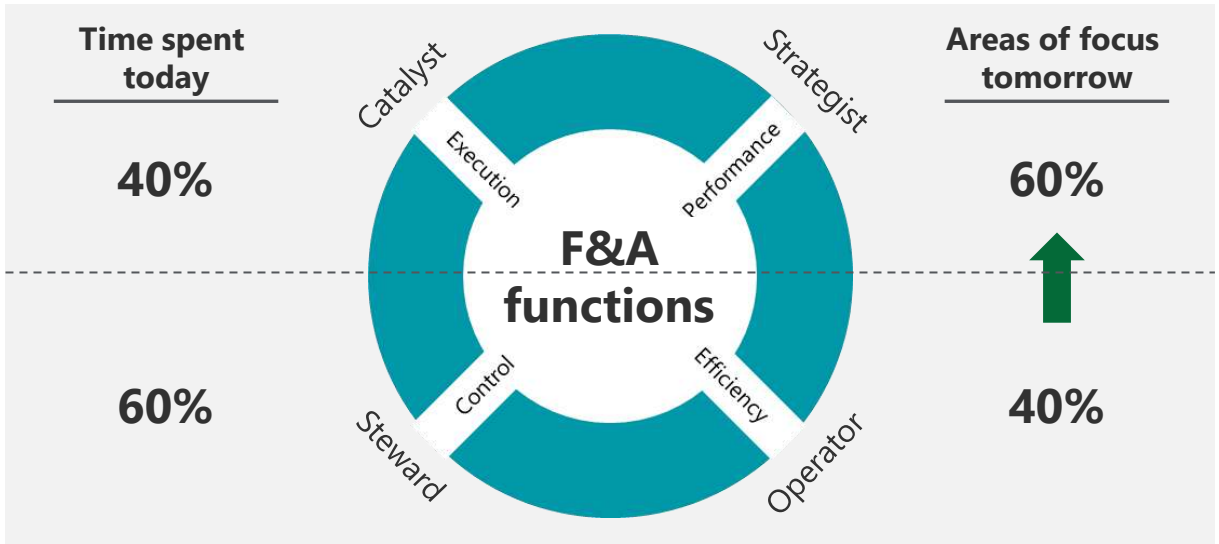 Time spent
today
40%
60%
Catalyst
Execution
Strategist
Performance
F&A
functions
Control
Steward
Efficiency
Operator
Areas of focus
tomorrow
60%
40%